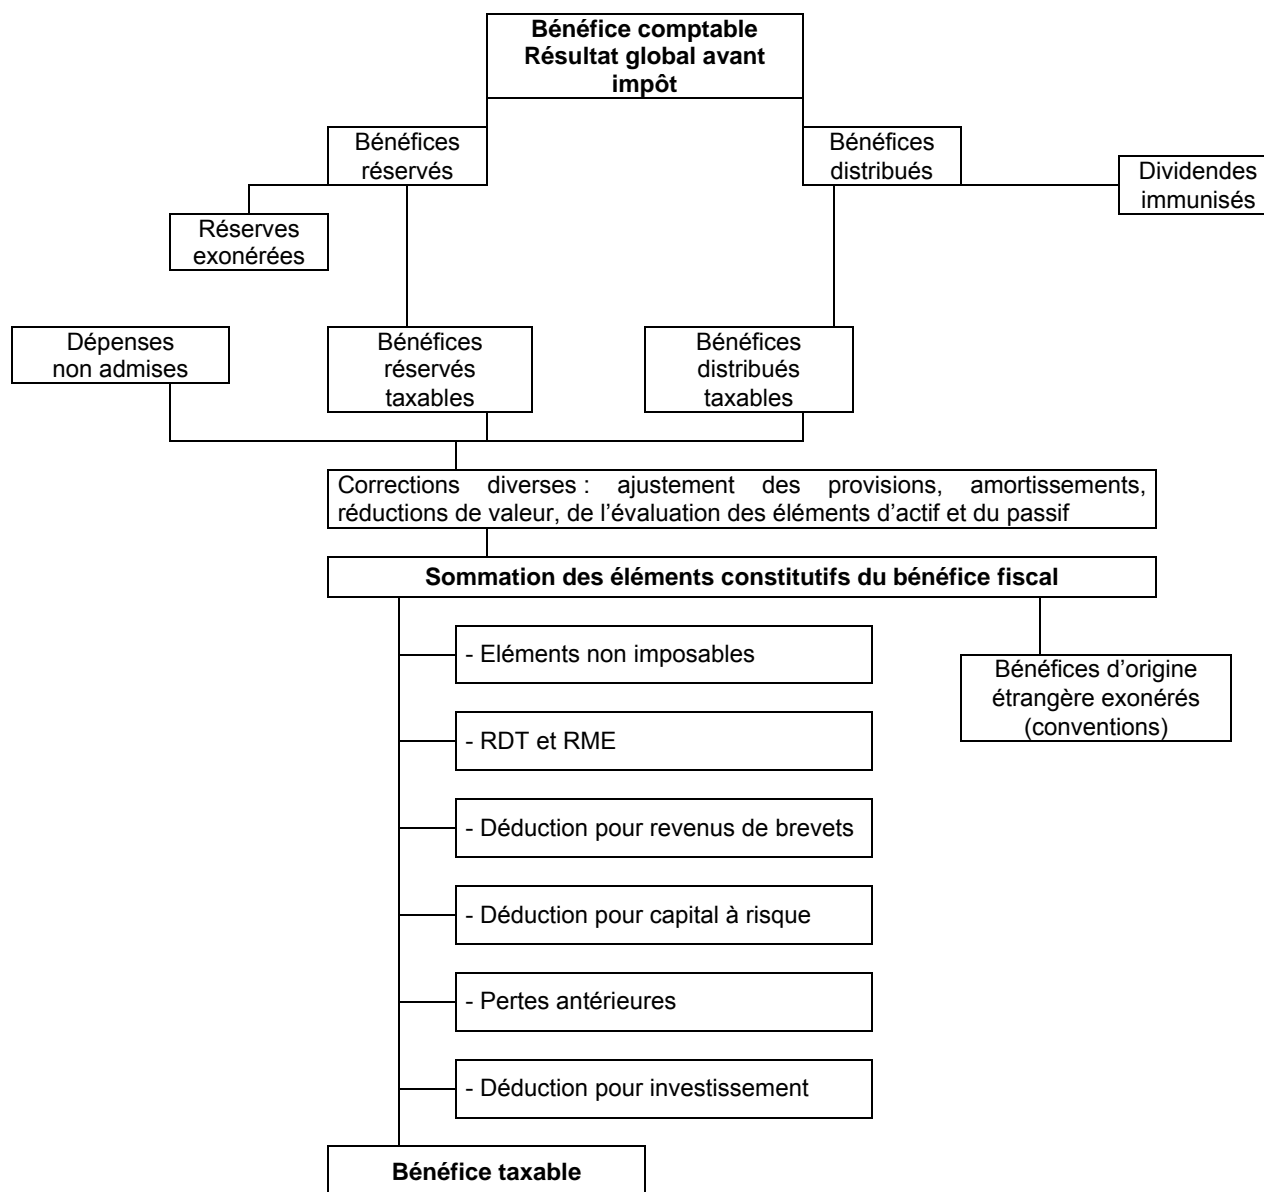 Bénéfice comptable
Résultat global avant
impôt
Bénéfices
réservés
Bénéfices
distribués
Dividendes
immunisés
Réserves
exonérées
Dépenses
non admises
Bénéfices
réservés
taxables
Bénéfices
distribués
taxables
Corrections diverses : ajustement des provisions, amortissements,
réductions de valeur, de l'évaluation des éléments d'actif et du passif
Sommation des éléments constitutifs du bénéfice fiscal
- Eléments non imposables
Bénéfices d'origine
étrangère exonérés
(conventions)
- RDT et RME
- Déduction pour revenus de brevets
- Déduction pour capital à risque
- Pertes antérieures
- Déduction pour investissement
Bénéfice taxable